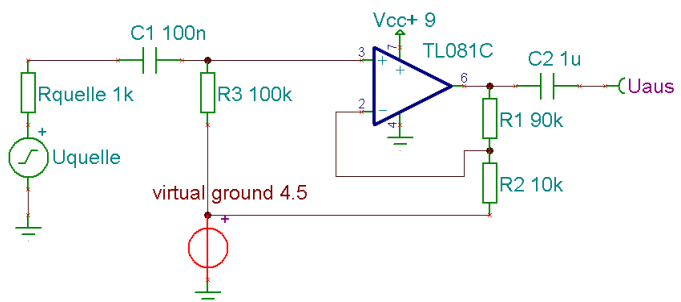 Vcc+ 9
C1 100n
TL081C
3
7
6
2
4
C2 1u
Uaus
Rquelle 1k
R3 100k
R1 90k
Uquelle
R2 10k
virtual ground 4.5